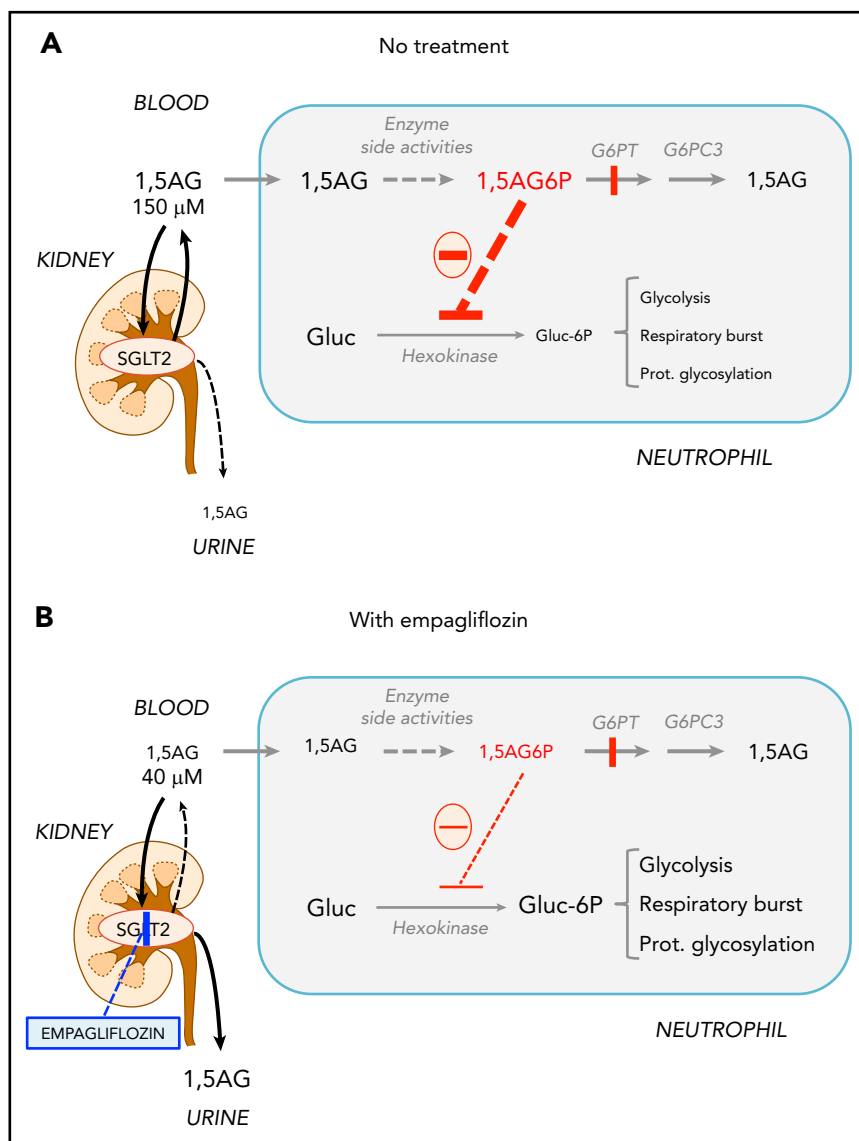 A
No treatment
BLOOD
Enzyme
side activities
G6PT
G6PC3
1,5AG
150 μM
1,5AG
1,5AG6P
1,5AG
KIDNEY
SGLT2
Gluc
Hexokinase
Gluc-6P
Glycolysis
Respiratory burst
Prot. glycosylation
NEUTROPHIL
1,5AG
URINE
B
With empagliflozin
BLOOD
Enzyme
side activities
G6PT
G6PC3
1,5AG
40 μM
1,5AG
1,5AG6P
1,5AG
KIDNEY
SGLT2
Gluc
Hexokinase
Gluc-6P
Glycolysis
Respiratory burst
Prot. glycosylation
EMPAGLIFLOZIN
NEUTROPHIL
1,5AG
URINE